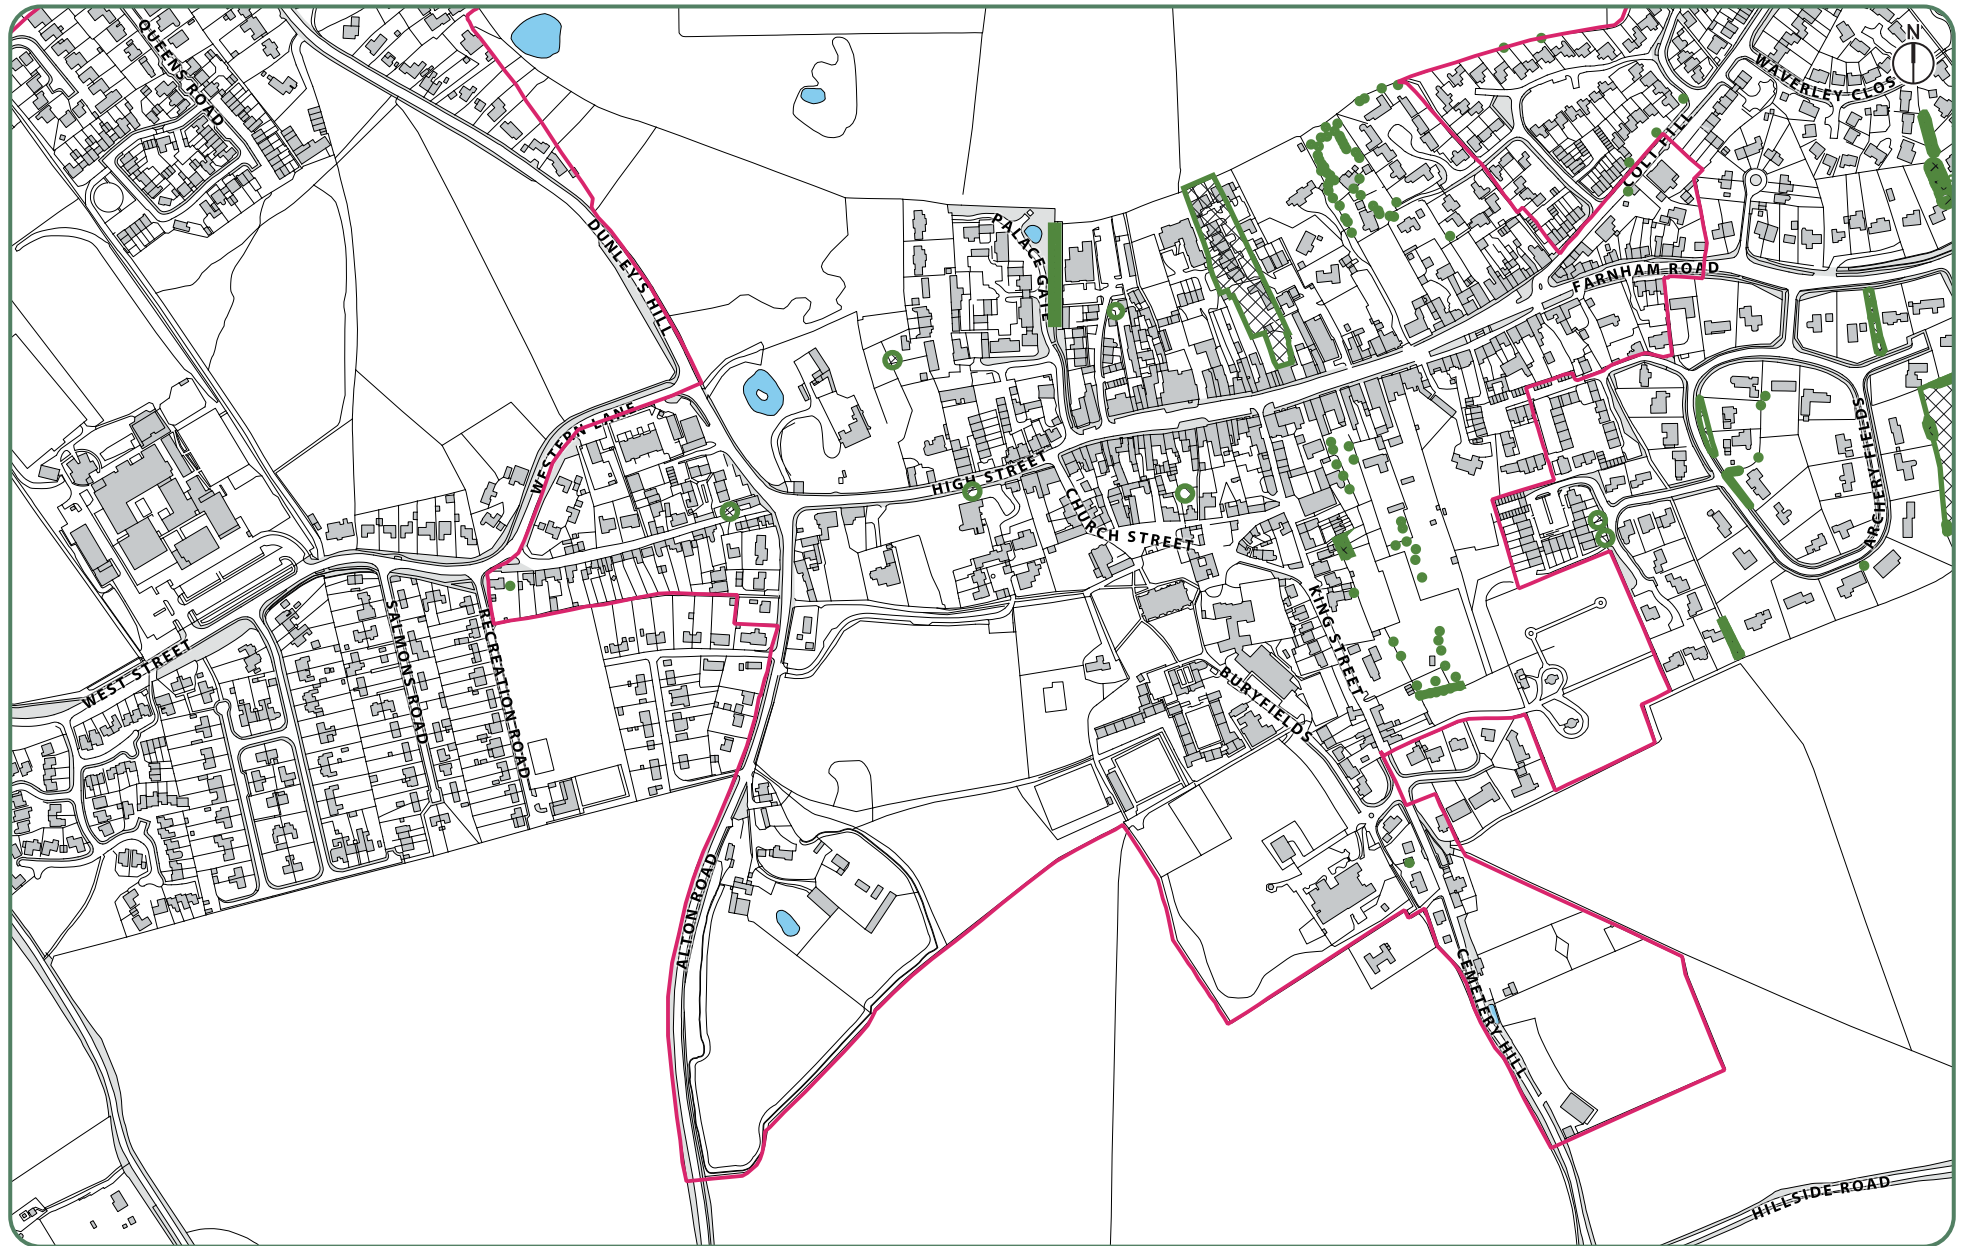 QUEENS ROAD
N
WAVERLEY CLOS
COLT HILL
PALACE GATE
DUNLEY'S HILL
FARNHAM ROAD
WESTERN LANE
HIGH STREET
CHURCH STREET
ARCHERY FIELDS
KING STREET
SALMONS ROAD
RECREATION ROAD
WEST STREET
BURYFIELDS
ALTON ROAD
CEMETERY HILL
HILLSIDE ROAD